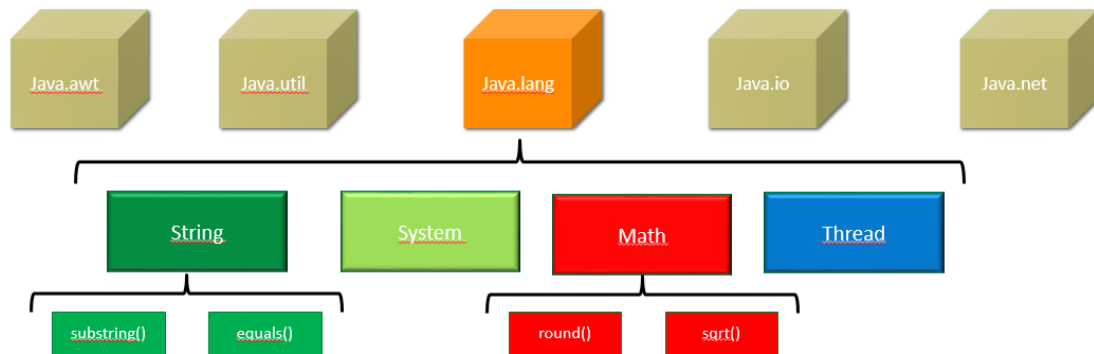 Java.awt
Java.util
Java.lang
Java.io
Java.net
String
System
Math
Thread
substring()
equals()
round()
sqrt()